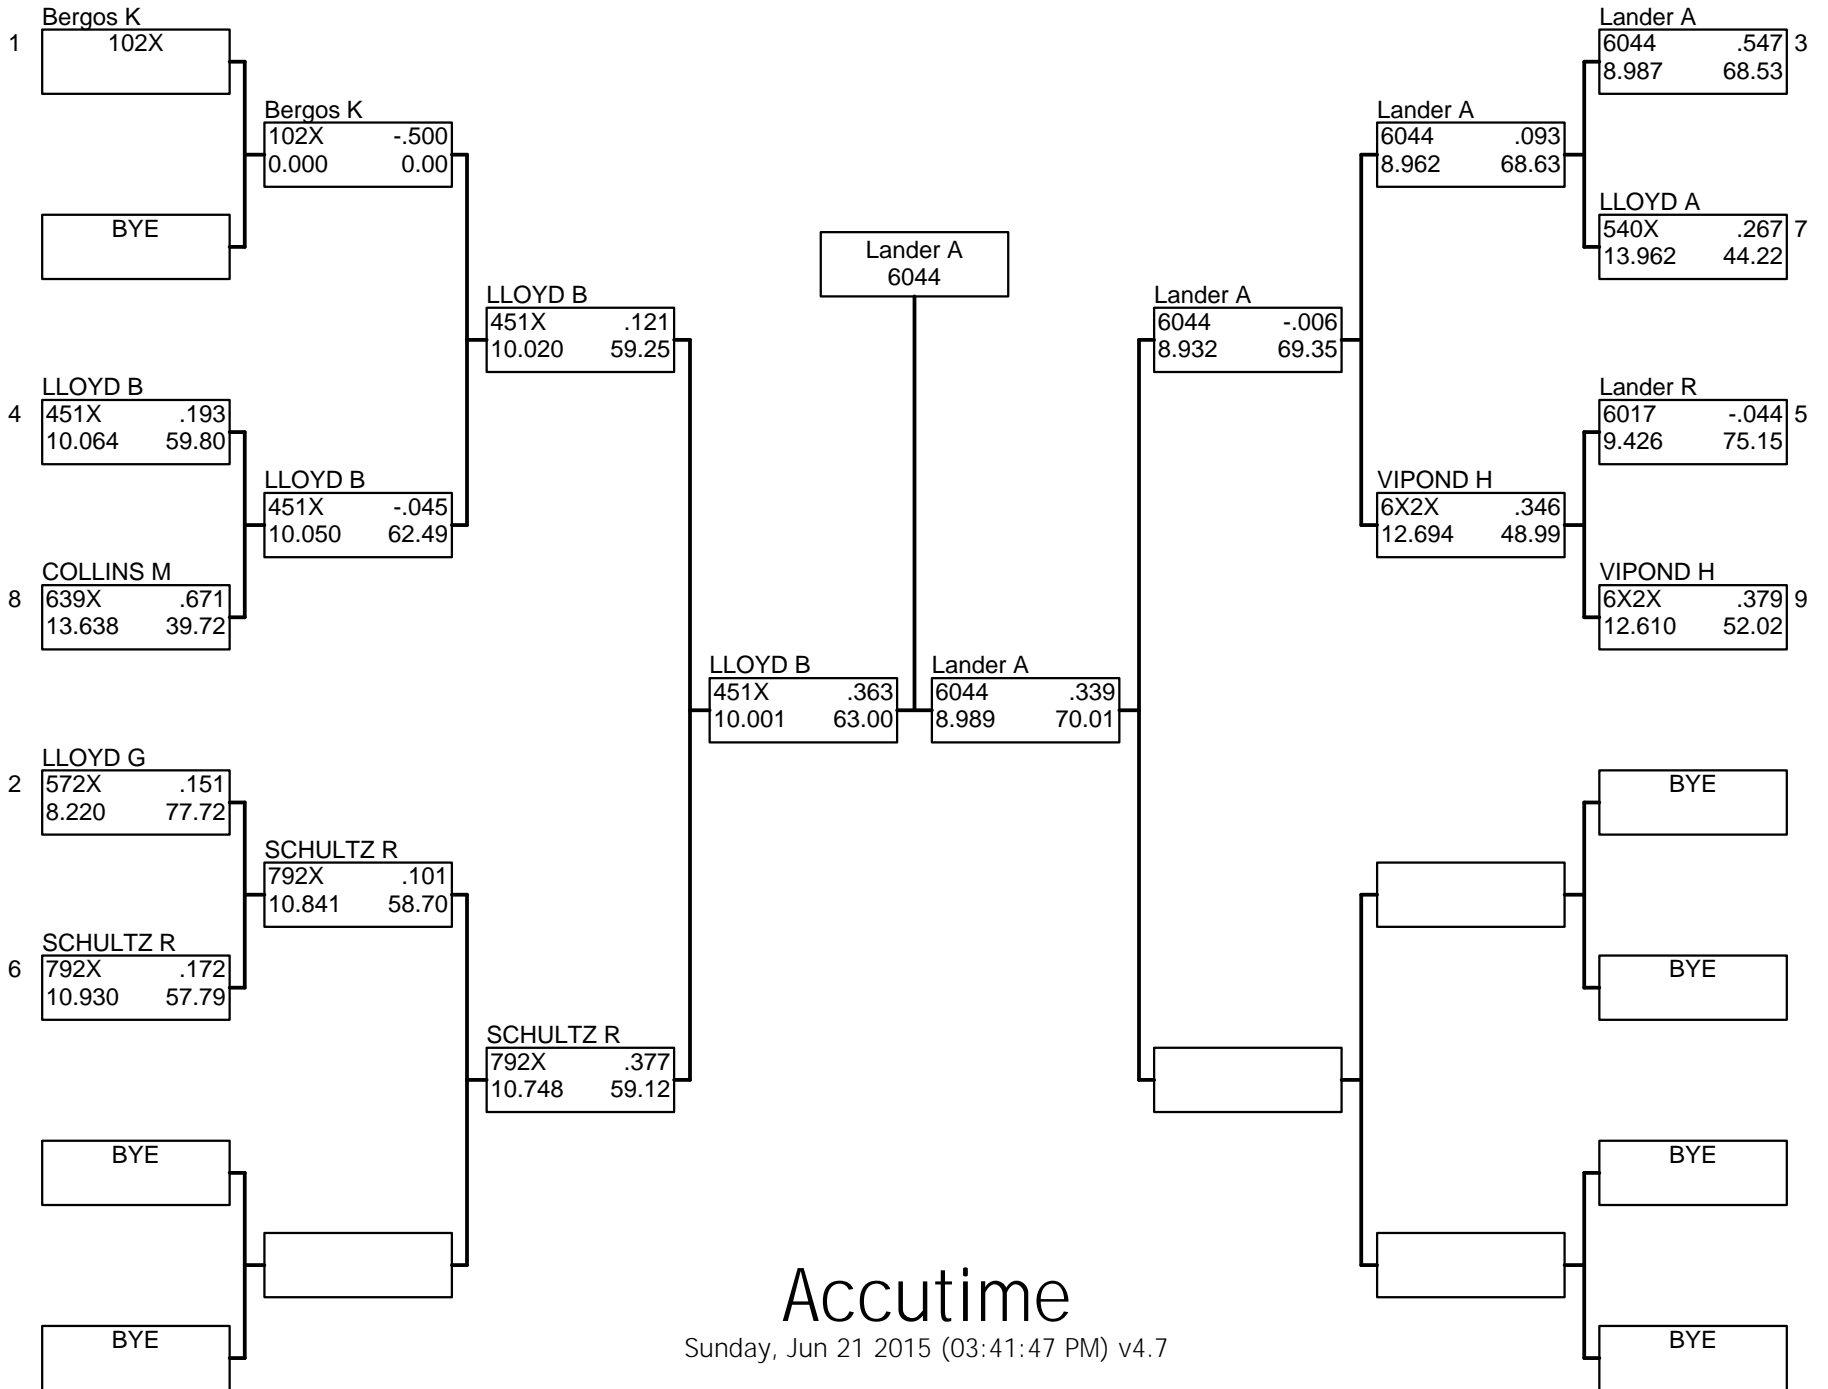 Bergos K
1
102X
BYE
LLOYD B
4
451X .193
10.064 59.80
COLLINS M
8
639X .671
13.638 39.72
LLOYD G
2
572X .151
8.220 77.72
SCHULTZ R
6
792X .172
10.930 57.79
BYE
BYE
Bergos K
102X -.500
0.000 0.00
LLOYD B
451X -.045
10.050 62.49
SCHULTZ R
792X .101
10.841 58.70
LLOYD B
451X .121
10.020 59.25
SCHULTZ R
792X .377
10.748 59.12
LLOYD B
451X .363
10.001 63.00
Lander A
6044
Lander A
6044 .339
8.989 70.01
Lander A
6044 -.006
8.932 69.35
Lander A
6044 .093
8.962 68.63
VIPOND H
6X2X .346
12.694 48.99
Lander A
6044 .547 3
8.987 68.53
LLOYD A
540X .267 7
13.962 44.22
Lander R
6017 -.044 5
9.426 75.15
VIPOND H
6X2X .379 9
12.610 52.02
BYE
BYE
BYE
BYE
Accutime
Sunday, Jun 21 2015 (03:41:47 PM) v4.7